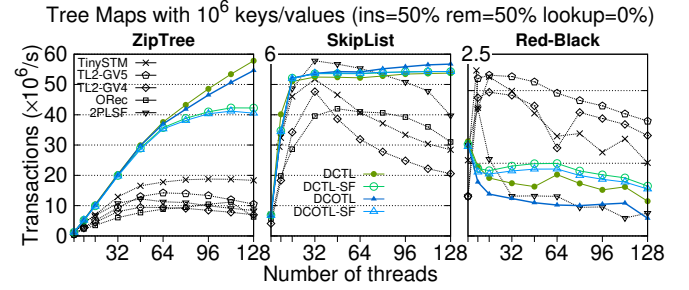 Tree Maps with 10^6 keys/values (ins=50% rem=50% lookup=0%)
ZipTree
SkipList
Red-Black
Transactions (×10^6/s)
60
50
40
30
20
10
0
6
2.5
TinySTM
TL2-GV5
TL2-GV4
ORec
2PLSF
DCTL
DCTL-SF
DCOTL
DCOTL-SF
32 64 96 128
32 64 96 128
32 64 96 128
Number of threads